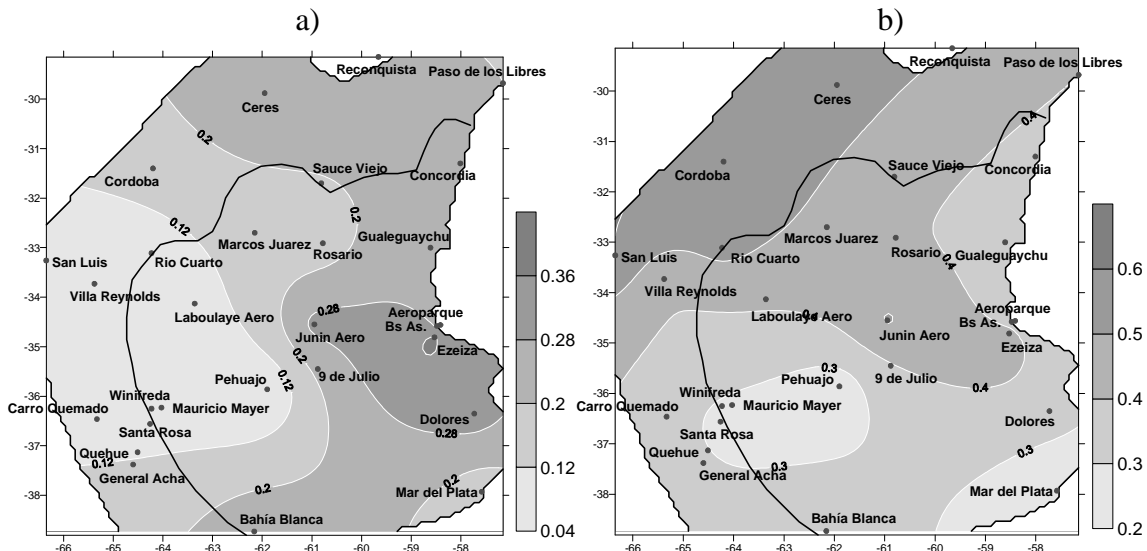 a)
Reconquista
Paso de los Libres
Ceres
0.2
Cordoba
Sauce Viejo
Concordia
0.12
0.2
Marcos Juarez
Rosario
Gualeguaychu
San Luis
Rio Cuarto
Villa Reynolds
Laboulaye Aero
0.28
Aeroparque
Bs As.
Junin Aero
Ezeiza
0.2
Pehuajo
0.12
9 de Julio
Winifreda
Carro Quemado
Mauricio Mayer
Santa Rosa
Dolores
0.28
Quehue
0.12
General Acha
0.2
0.2
Mar del Plata
Bahía Blanca
-30
-31
-32
-33
-34
-35
-36
-37
-38
-66 -65 -64 -63 -62 -61 -60 -59 -58
0.36
0.28
0.2
0.12
0.04
b)
Reconquista
Paso de los Libres
Ceres
0.4
Cordoba
Sauce Viejo
Concordia
Marcos Juarez
Rosario
0.4
Gualeguaychu
San Luis
Rio Cuarto
Villa Reynolds
Laboulaye Aero
0.4
Aeroparque
Bs As.
Junin Aero
Ezeiza
0.3
Pehuajo
9 de Julio
0.4
Winifreda
Carro Quemado
Mauricio Mayer
Santa Rosa
Dolores
Quehue
0.3
0.3
General Acha
Mar del Plata
Bahía Blanca
-30
-31
-32
-33
-34
-35
-36
-37
-38
-66 -65 -64 -63 -62 -61 -60 -59 -58
0.6
0.5
0.4
0.3
0.2